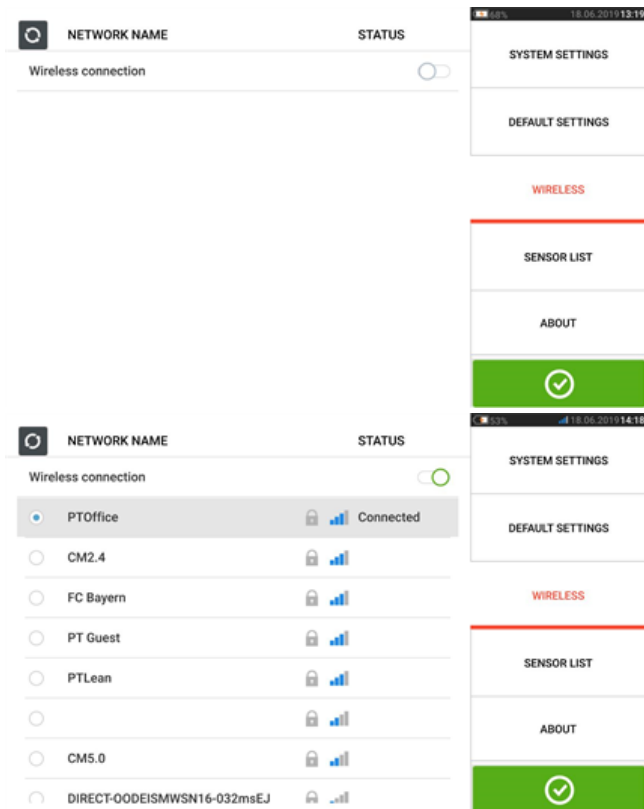 68% 18.06.2019 13:19
NETWORK NAME STATUS
Wireless connection
SYSTEM SETTINGS
DEFAULT SETTINGS
WIRELESS
SENSOR LIST
ABOUT
53% 18.06.2019 14:18
NETWORK NAME STATUS
Wireless connection
PTOffice Connected
CM2.4
FC Bayern
PT Guest
PTLean
CM5.0
DIRECT-OODEISMWSN16-032msEJ
SYSTEM SETTINGS
DEFAULT SETTINGS
WIRELESS
SENSOR LIST
ABOUT